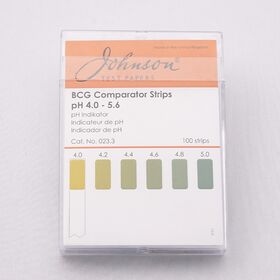 Johnson
TEST PAPERS
BCG Comparator Strips
pH 4.0 - 5.6
pH Indikator
Indicateur de pH
Indicador de pH
Cat. No. 023.3 100 strips
4.0 4.2 4.4 4.6 4.8 5.0